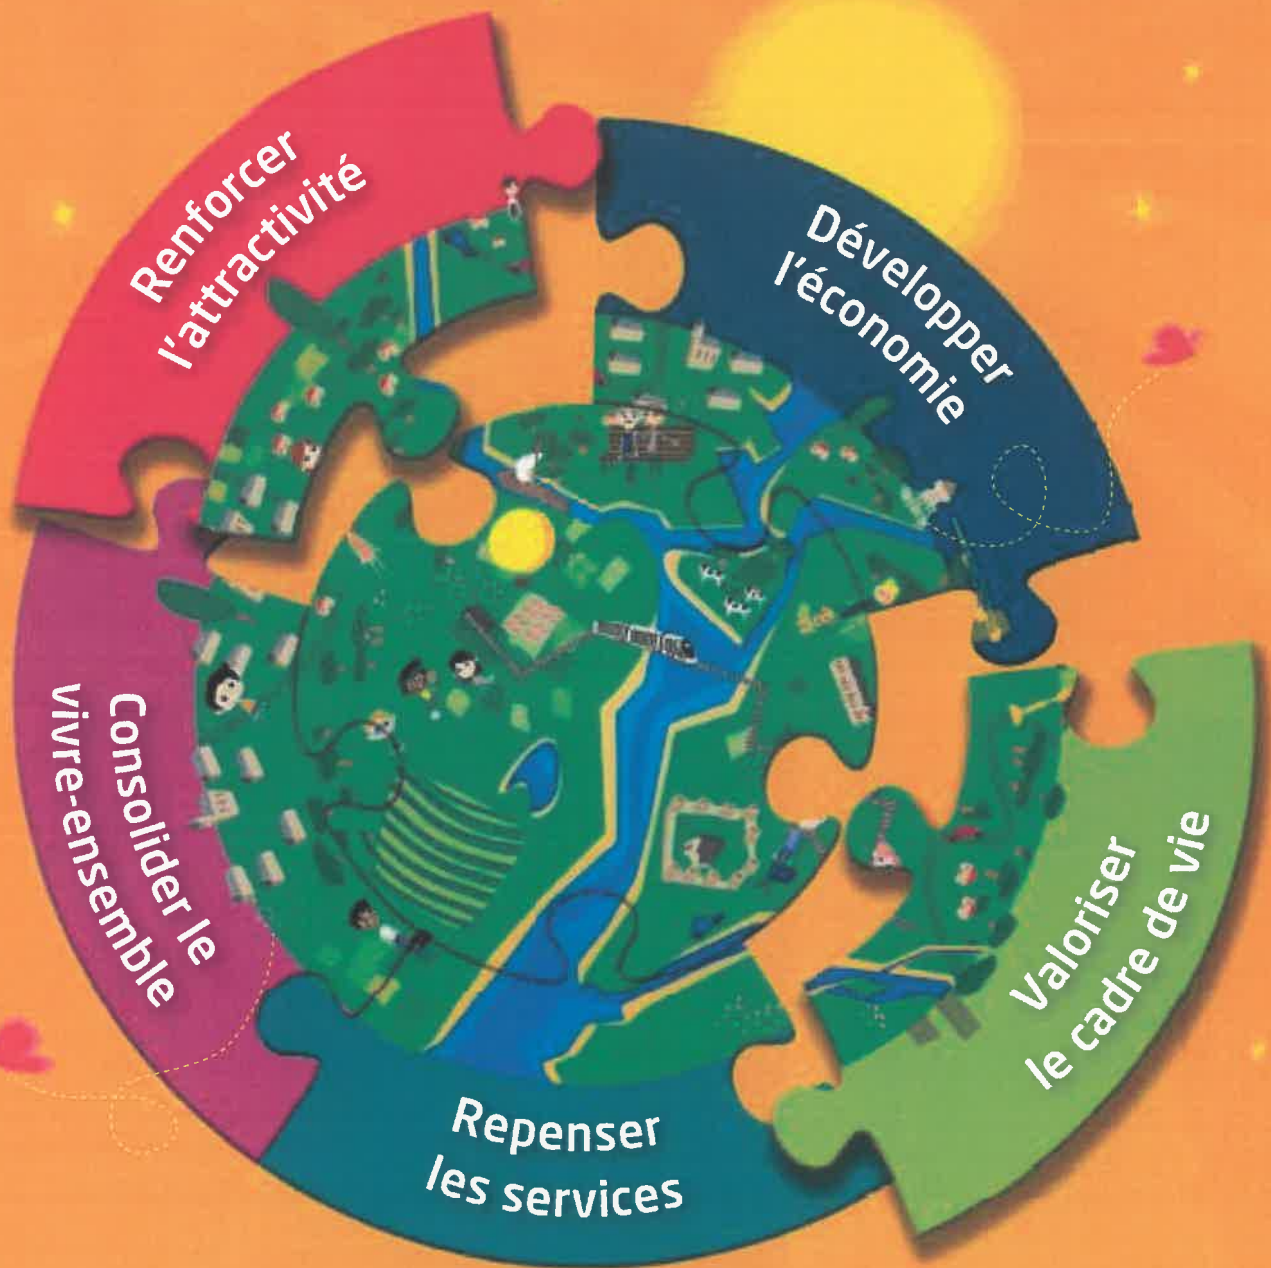 Renforcer
l'attractivité
Développer
l'économie
Valoriser
le cadre de vie
Repenser
les services
Consolider le
vivre-ensemble